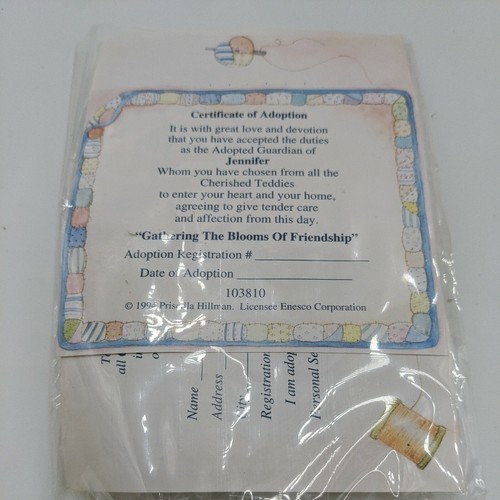 Certificate of Adoption
It is with great love and devotion
that you have accepted the duties
as the Adopted Guardian of
Jennifer
Whom you have chosen from all the
Cherished Teddies
to enter your heart and your home,
agreeing to give tender care
and affection from this day.
"Gathering The Blooms Of Friendship"
Adoption Registration #
Date of Adoption
103810
© Priscilla Hillman. Licensee Enesco Corporation
all
Name
Address
Registration
I am adop
Personal Se